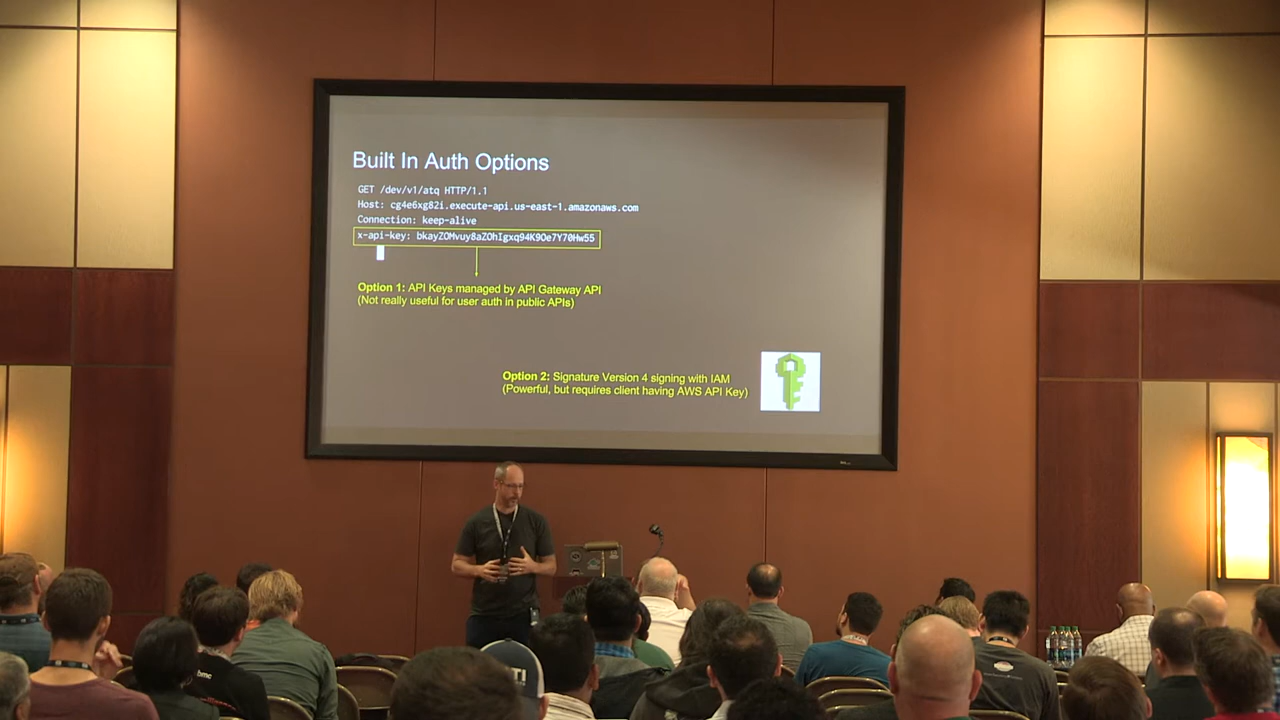 Built In Auth Options
GET /dev/v1/atq HTTP/1.1
Host: cg4e6xg82i.execute-api.us-east-1.amazonaws.com
Connection: keep-alive
x-api-key: bkayZOMvuy8aZOhIgxq94K9Oe7Y70Hw55
Option 1: API Keys managed by API Gateway API
(Not really useful for user auth in public APIs)
Option 2: Signature Version 4 signing with IAM
(Powerful, but requires client having AWS API Key)
bmc